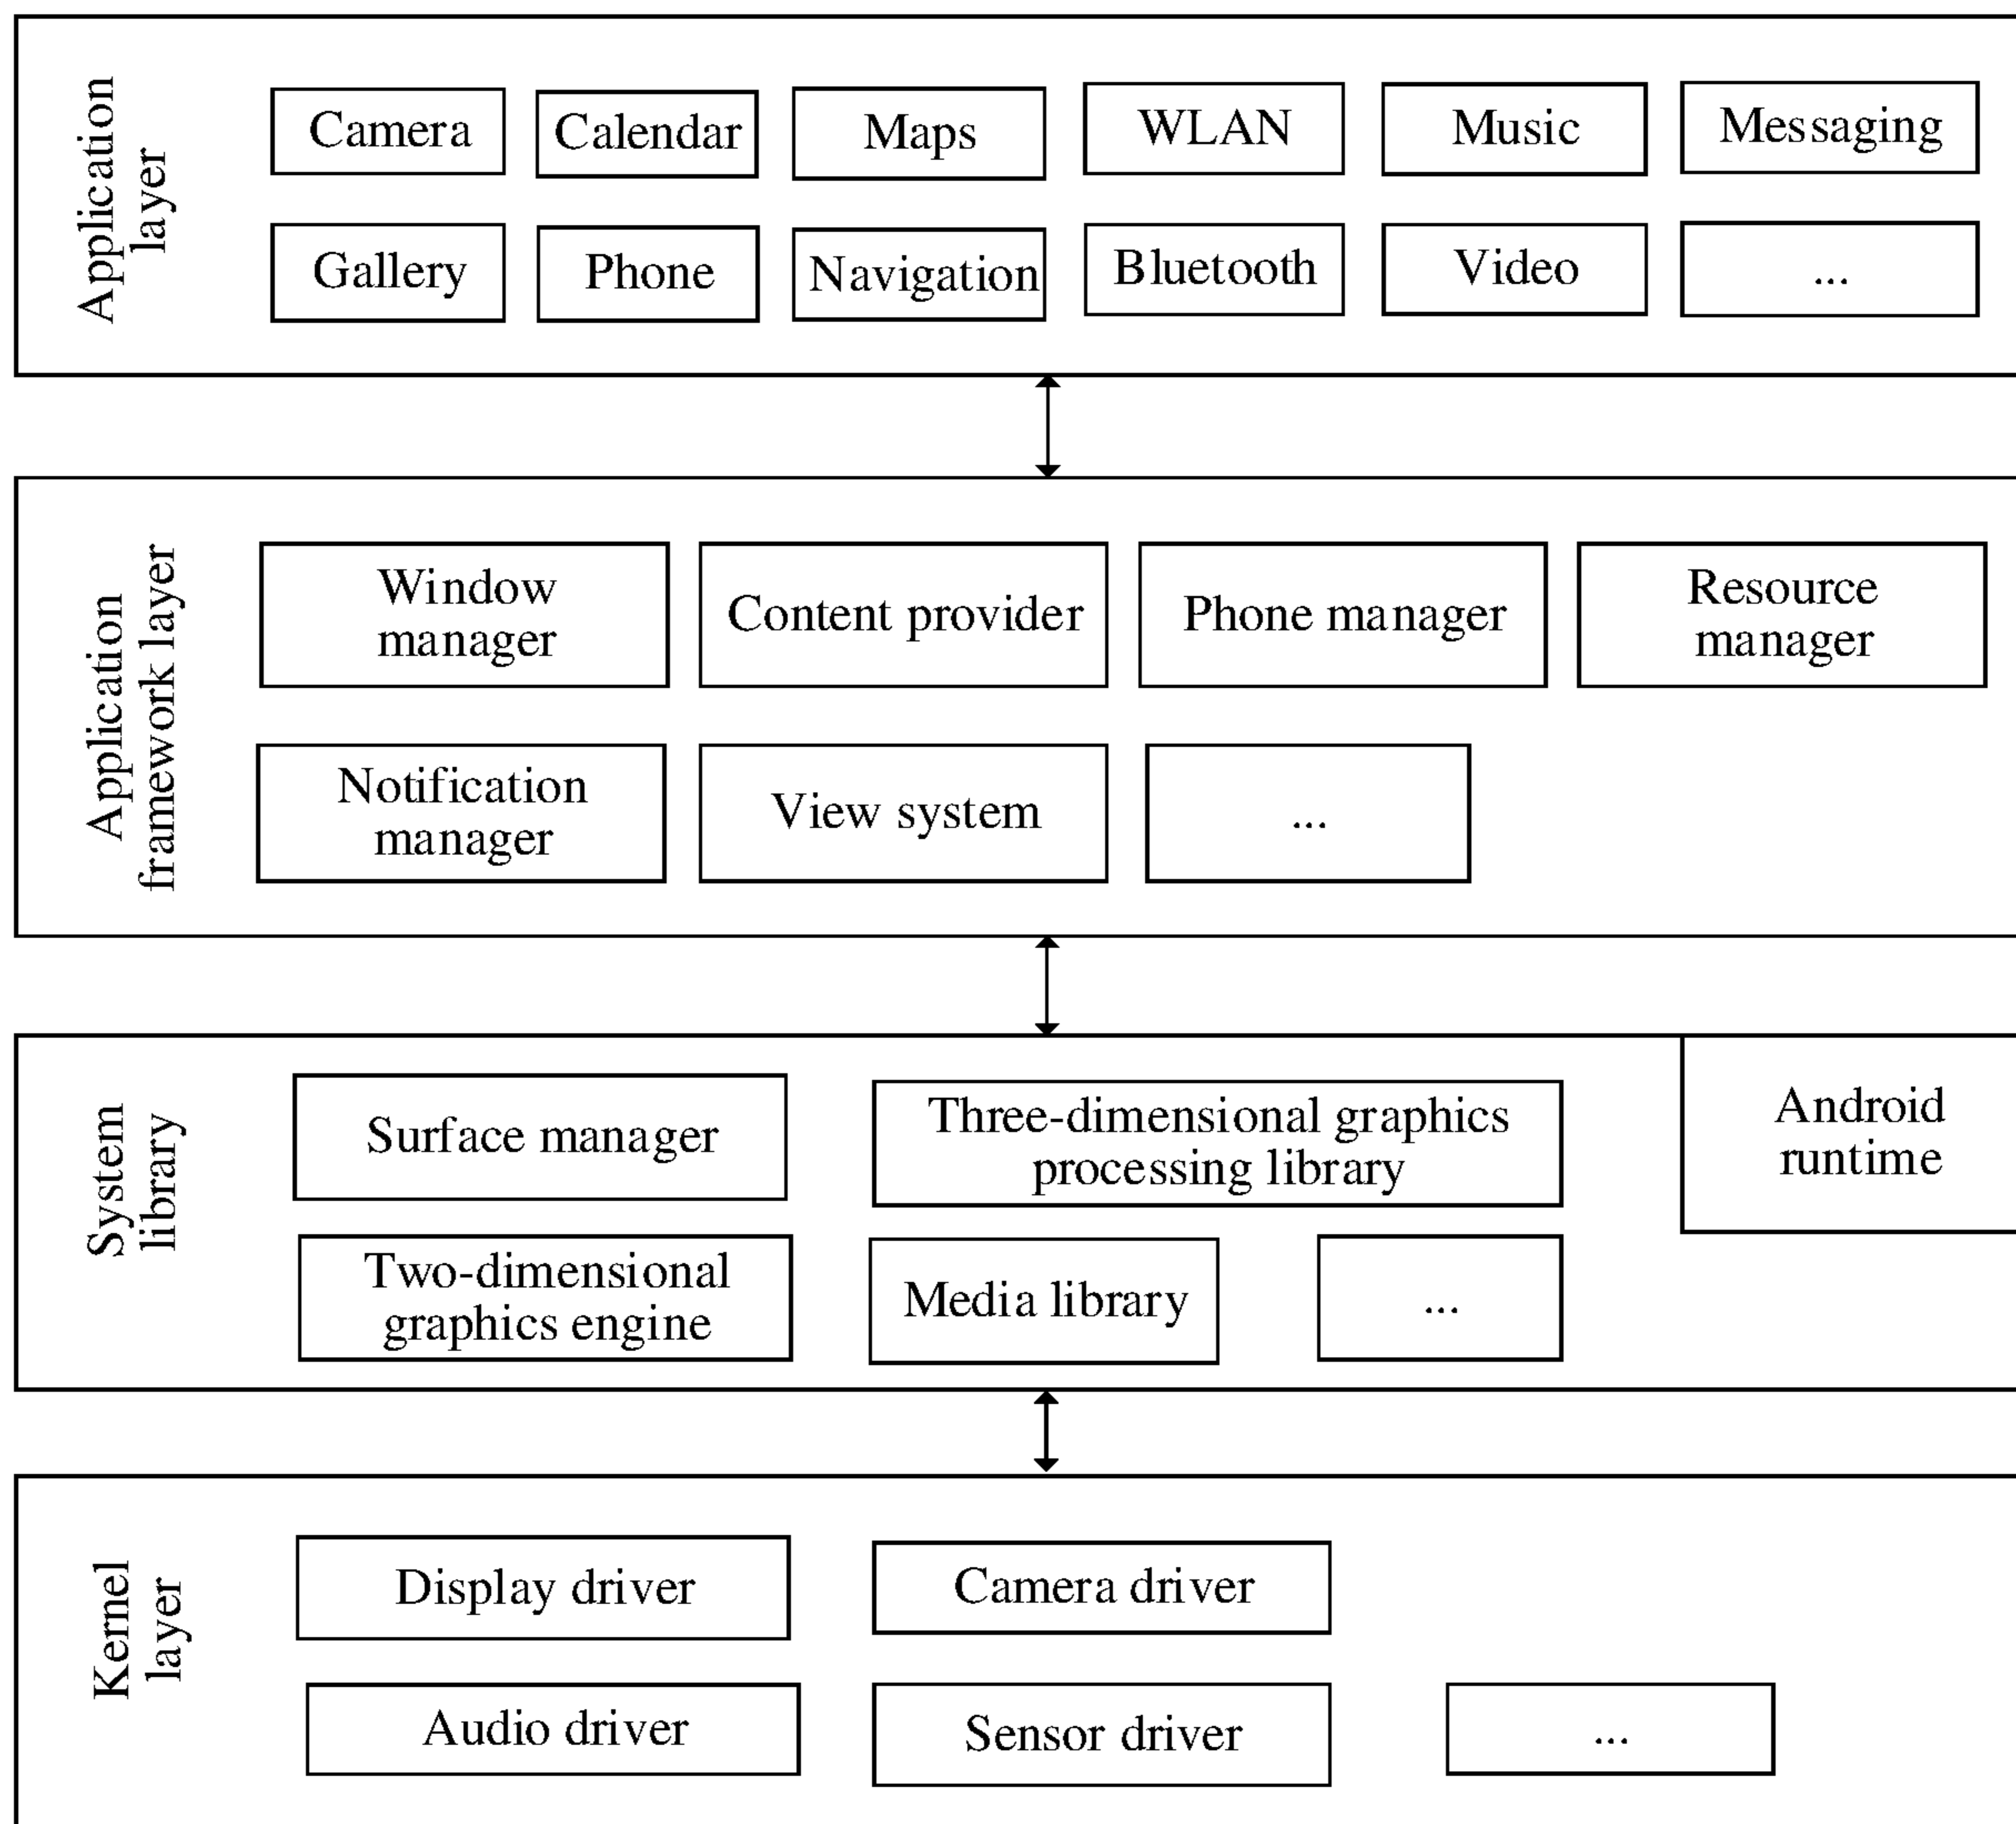 Application
layer
Camera
Calendar
Maps
WLAN
Music
Messaging
Gallery
Phone
Navigation
Bluetooth
Video
...
Application
framework layer
Window
manager
Content provider
Phone manager
Resource
manager
Notification
manager
View system
...
System
library
Surface manager
Three-dimensional graphics
processing library
Android
runtime
Two-dimensional
graphics engine
Media library
...
Kernel
layer
Display driver
Camera driver
Audio driver
Sensor driver
...